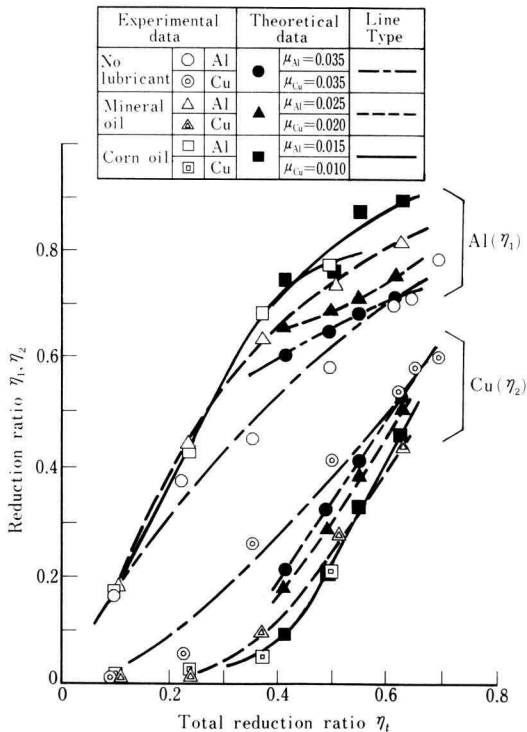 Experimental data Theoretical data Line Type
No lubricant Al μAl=0.035
Cu μCu=0.035
Mineral oil Al μAl=0.025
Cu μCu=0.020
Corn oil Al μAl=0.015
Cu μCu=0.010
Al(η1)
Cu(η2)
Reduction ratio η1, η2
0.8
0.6
0.4
0.2
0
0 0.2 0.4 0.6 0.8
Total reduction ratio ηt